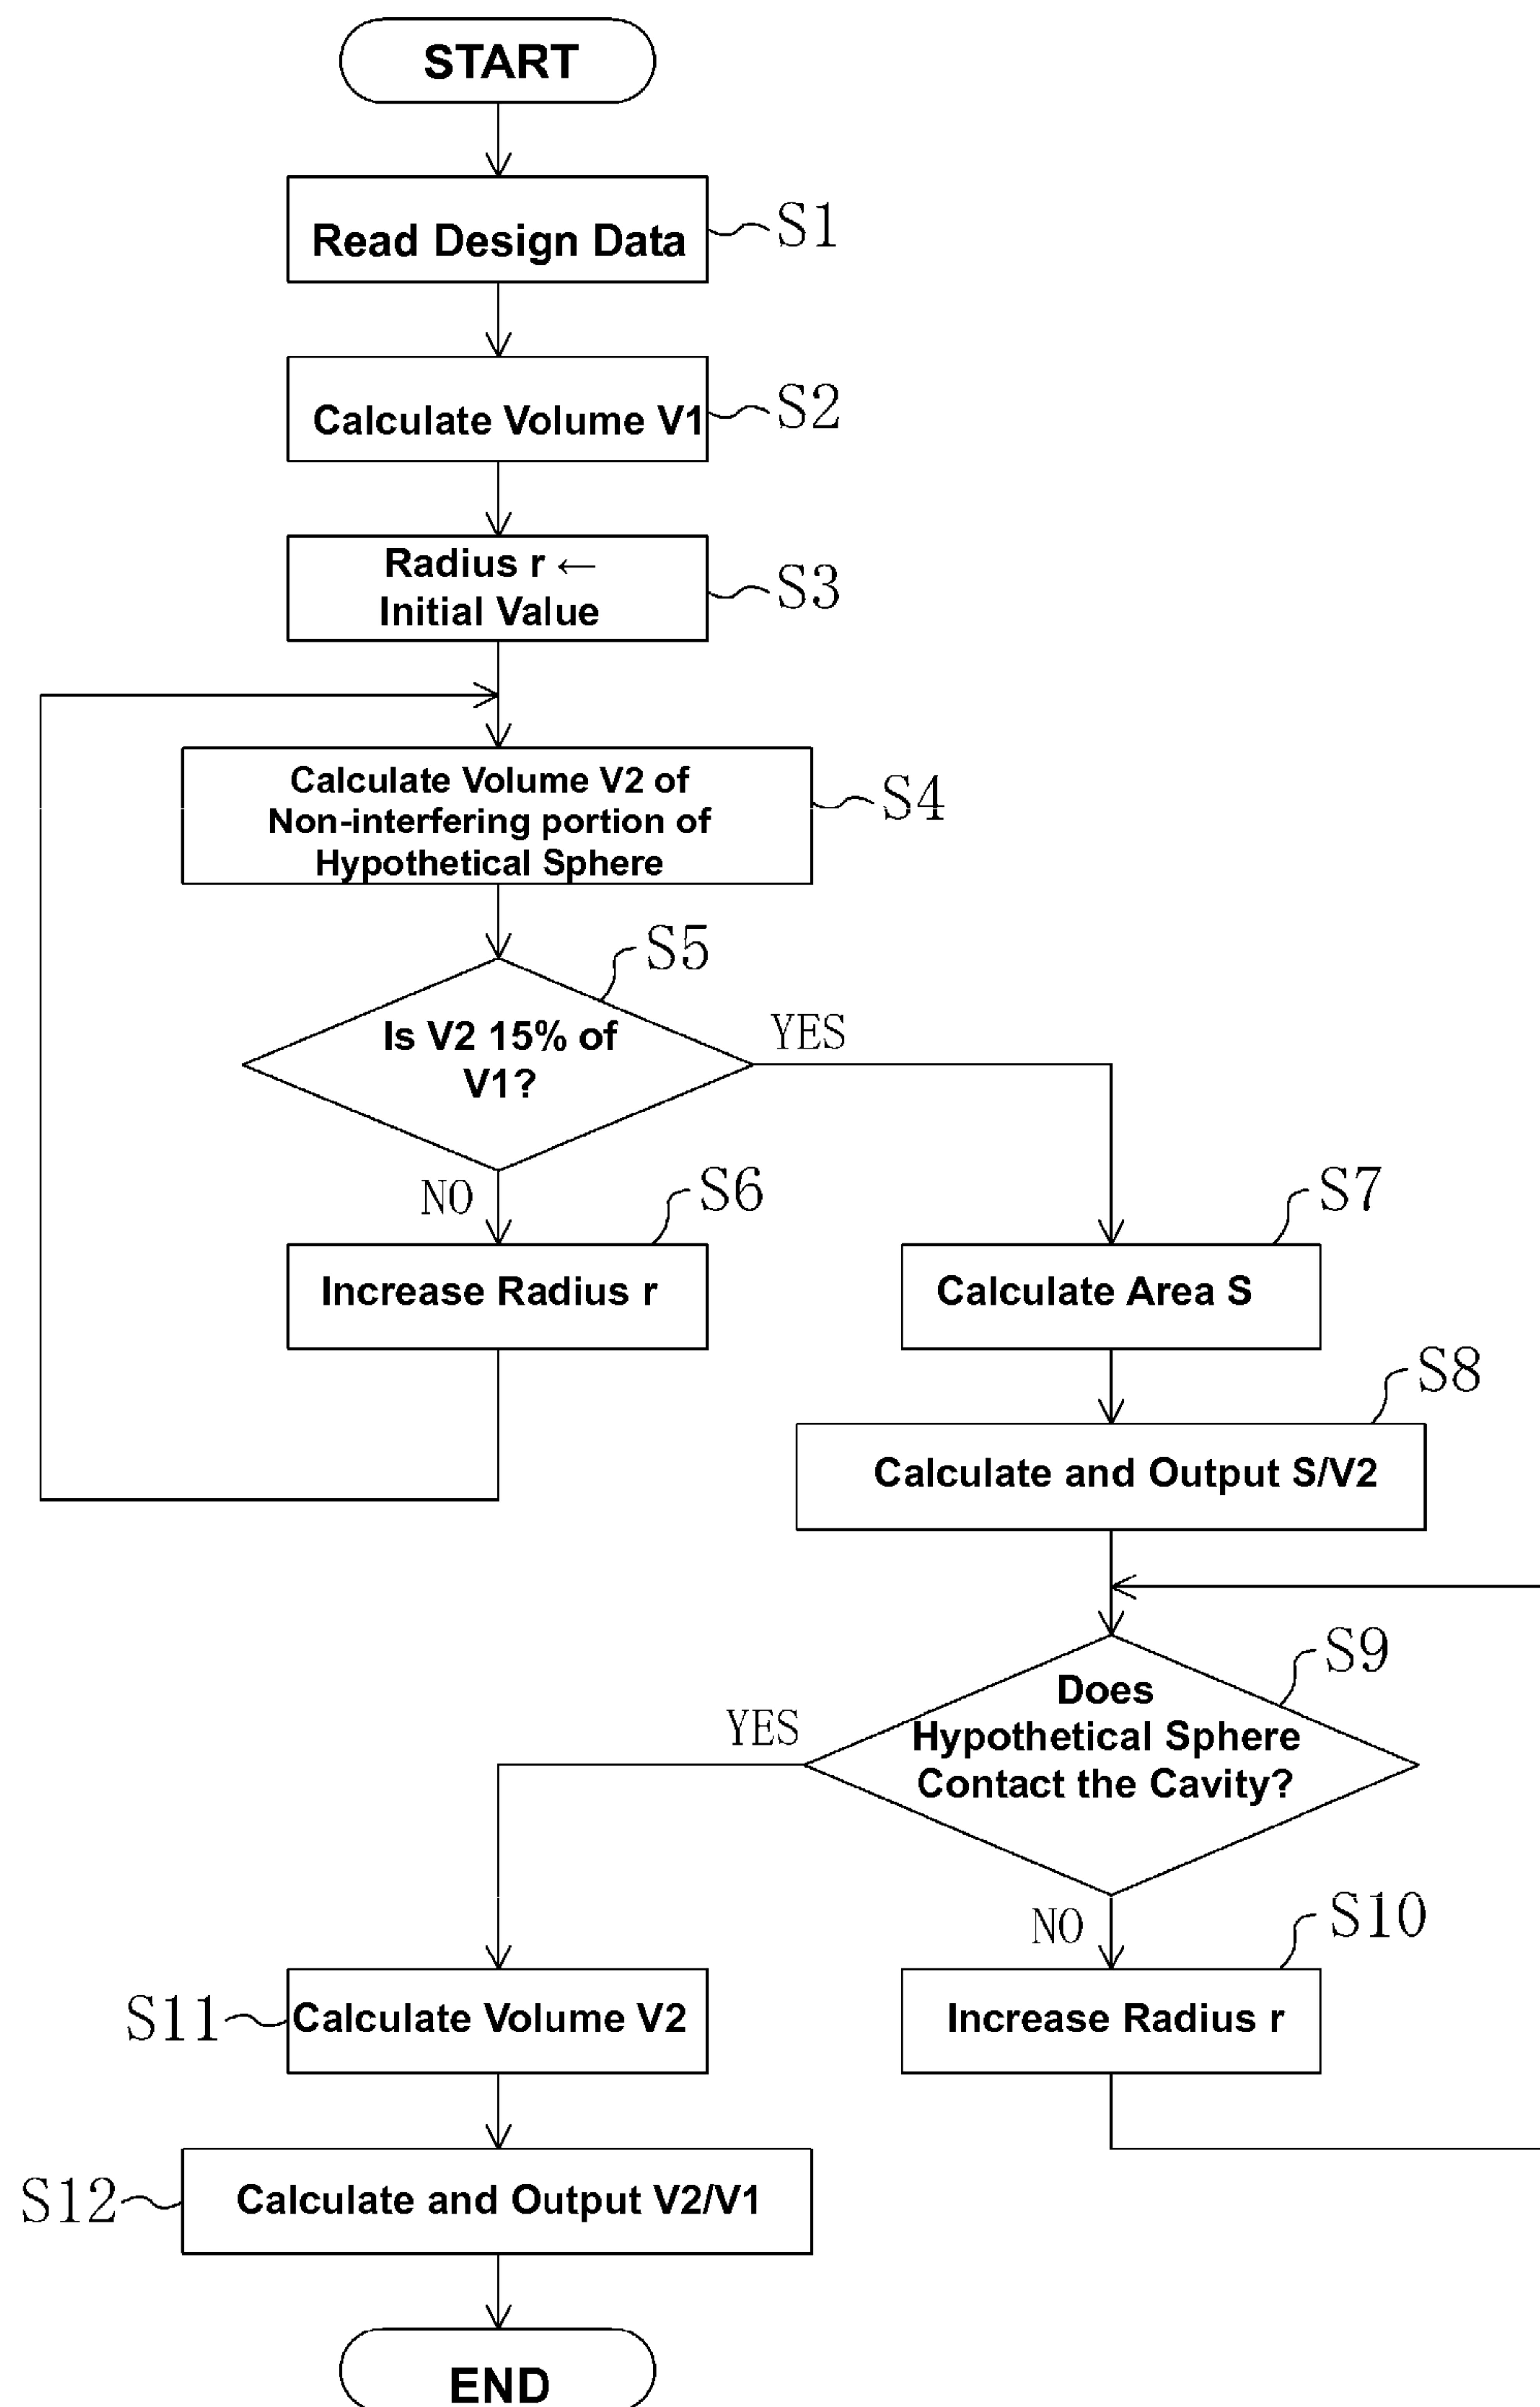 START
Read Design Data
S1
Calculate Volume V1
S2
Radius r ←
Initial Value
S3
Calculate Volume V2 of
Non-interfering portion of
Hypothetical Sphere
S4
S5
Is V2 15% of
V1?
YES
NO
S6
Increase Radius r
S7
Calculate Area S
S8
Calculate and Output S/V2
S9
Does
Hypothetical Sphere
Contact the Cavity?
YES
NO
S10
Increase Radius r
S11
Calculate Volume V2
S12
Calculate and Output V2/V1
END